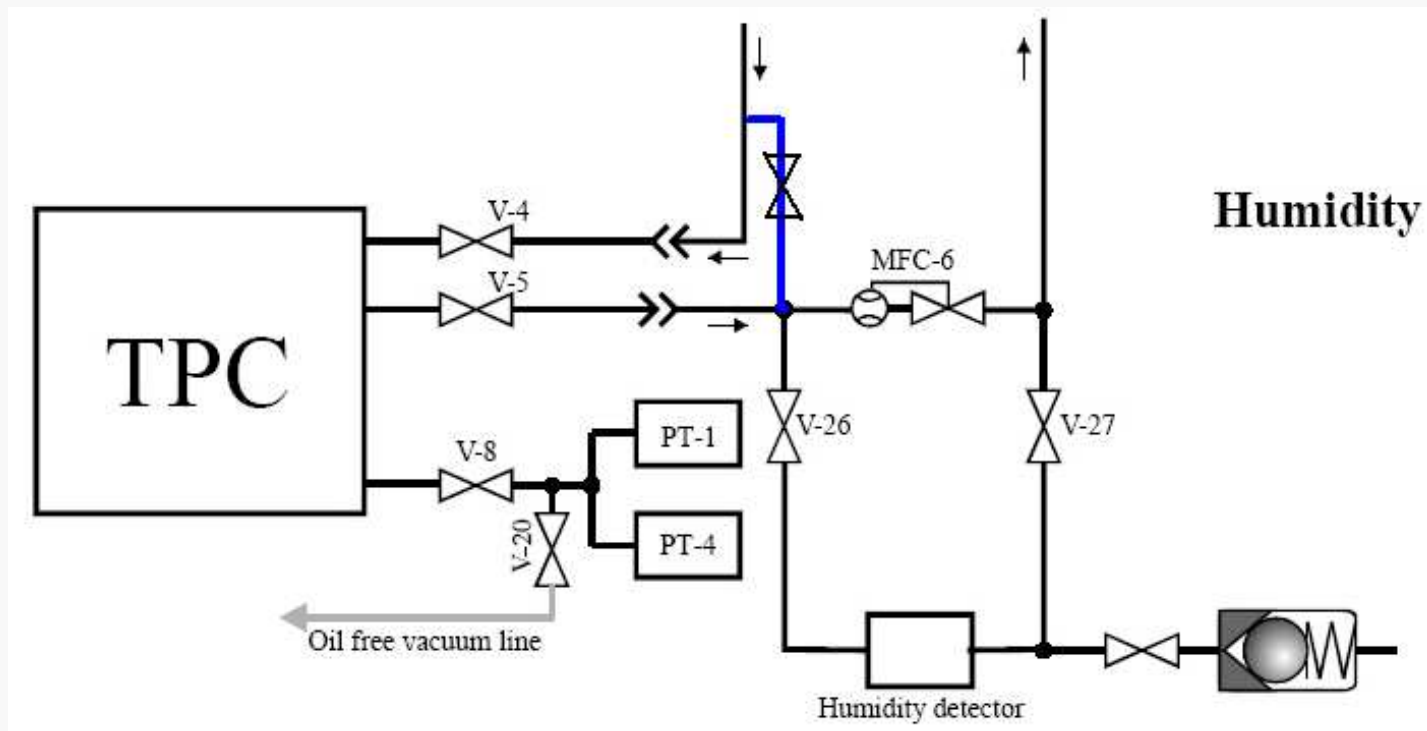 Humidity
V-4
MFC-6
V-5
TPC
PT-1
V-26
V-27
V-8
V-20
PT-4
Oil free vacuum line
Humidity detector